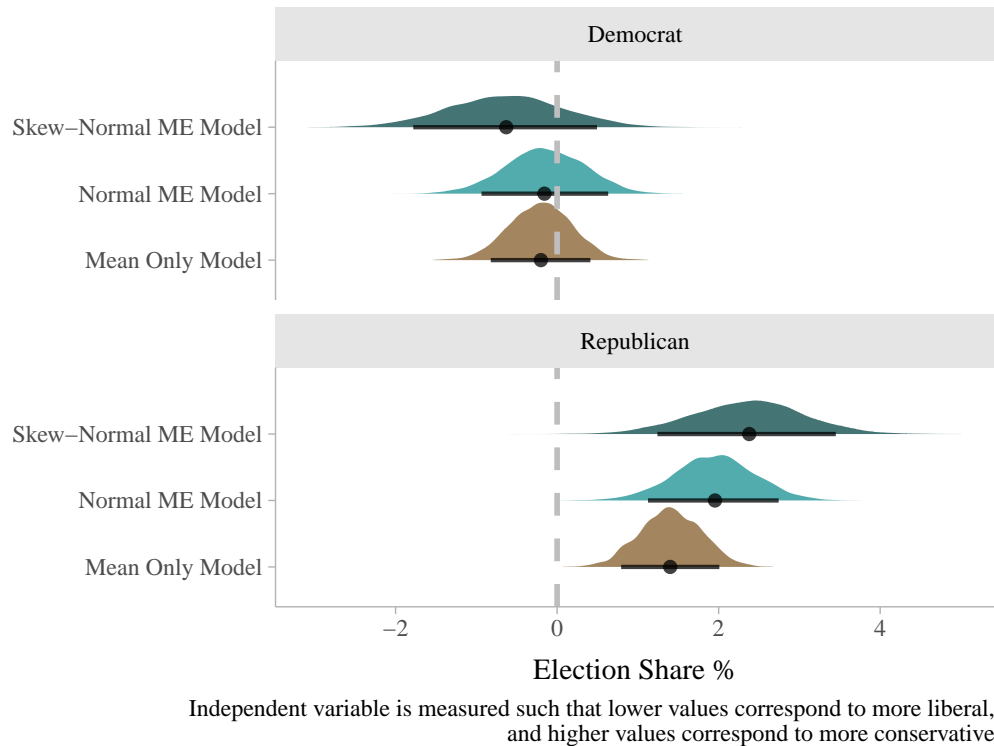 Democrat
Skew−Normal ME Model
Normal ME Model
Mean Only Model
Republican
Skew−Normal ME Model
Normal ME Model
Mean Only Model
−2 0 2 4
Election Share %
Independent variable is measured such that lower values correspond to more liberal,
and higher values correspond to more conservative